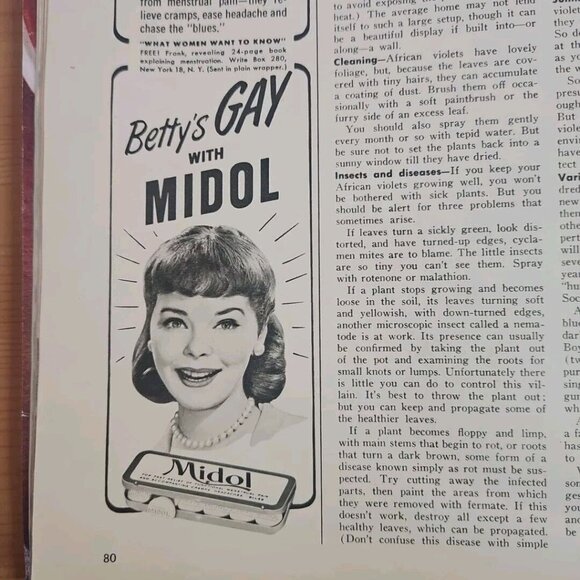 from menstrual pain—they re-
lieve cramps, ease headache and
chase the "blues."
"WHAT WOMEN WANT TO KNOW"
FREE! Frank, revealing 24-page book
explaining menstruation. Write Box 280,
New York 18, N. Y. (Sent in plain wrapper.)
Betty's GAY
WITH
MIDOL
Midol
FOR FAST RELIEF OF FUNCTIONAL MENSTRUAL PAIN
AND ACCOMPANYING CRAMPS HEADACHES BLUES
MIDOL
80
to avoid exposing
heat.) The average home may not lend
itself to such a large setup, though it can
be a beautiful display if built into—or
along—a wall.
Cleaning—African violets have lovely
foliage, but, because the leaves are cov-
ered with tiny hairs, they can accumulate
a coating of dust. Brush them off occa-
sionally with a soft paintbrush or the
furry side of an excess leaf.
You should also spray them gently
every month or so with tepid water. But
be sure not to set the plants back into a
sunny window till they have dried.
Insects and diseases—If you keep your
African violets growing well, you won't
be bothered with sick plants. But you
should be alert for three problems that
sometimes arise.
If leaves turn a sickly green, look dis-
torted, and have turned-up edges, cycla-
men mites are to blame. The little insects
are so tiny you can't see them. Spray
with rotenone or malathion.
If a plant stops growing and becomes
loose in the soil, its leaves turning soft
and yellowish, with down-turned edges,
another microscopic insect called a nema-
tode is at work. Its presence can usually
be confirmed by taking the plant out
of the pot and examining the roots for
small knots or lumps. Unfortunately there
is little you can do to control this vil-
lain. It's best to throw the plant out;
but you can keep and propagate some of
the healthier leaves.
If a plant becomes floppy and limp,
with main stems that begin to rot, or roots
that turn a dark brown, some form of a
disease known simply as rot must be sus-
pected. Try cutting away the infected
parts, then paint the areas from which
they were removed with fermate. If this
doesn't work, destroy all except a few
healthy leaves, which can be propagated.
(Don't confuse this disease with simple